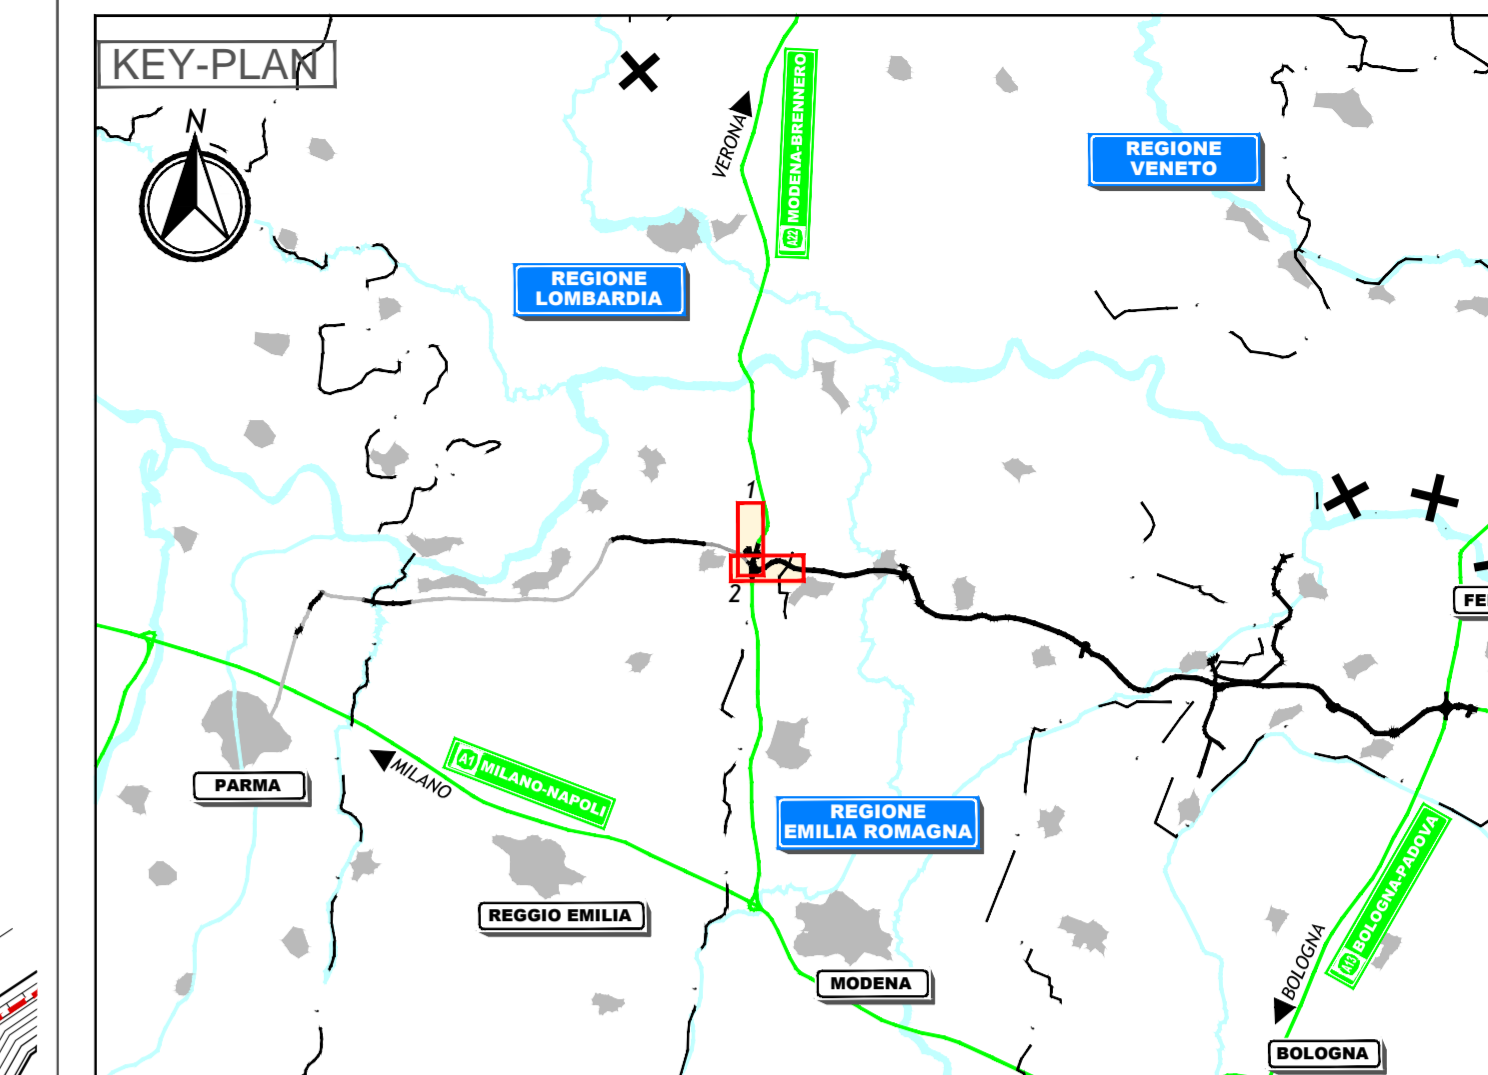 KEY-PLAN
N
VERONA
A22 MODENA-BRENNERO
REGIONE
VENETO
REGIONE
LOMBARDIA
1
2
FE
PARMA
MILANO
A1 MILANO-NAPOLI
REGIONE
EMILIA ROMAGNA
REGGIO EMILIA
MODENA
A13 BOLOGNA-PADOVA
BOLOGNA
BOLOGNA